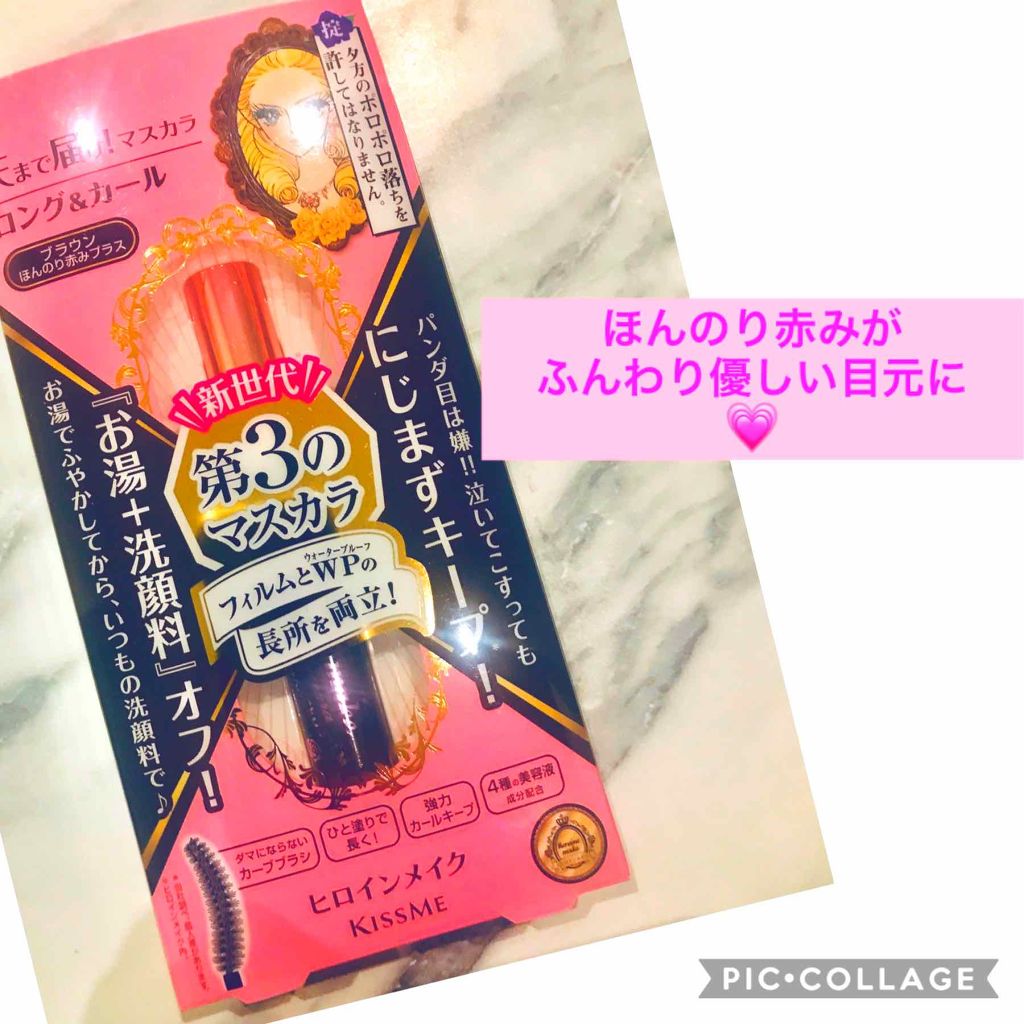 掟
夕方のポロポロ落ちを
許してはなりません。
まで届け!マスカラ
ロング&カール
ブラウン
ほんのり赤みプラス
ほんのり赤みが
ふんわり優しい目元に
💗
パンダ目は嫌!!泣いてこすっても
にじまずキープ!
新世代
第3の
マスカラ
ウォータープルーフ
フィルムとWPの
長所を両立!
『お湯+洗顔料』オフ!
お湯でふやかしてから、いつもの洗顔料で♪
ダマにならない
カーブブラシ
ひと塗りで
長く!
強力
カールキープ
4種の美容液
成分配合
Heroine make
ヒロインメイク
KISSME
PIC•COLLAGE